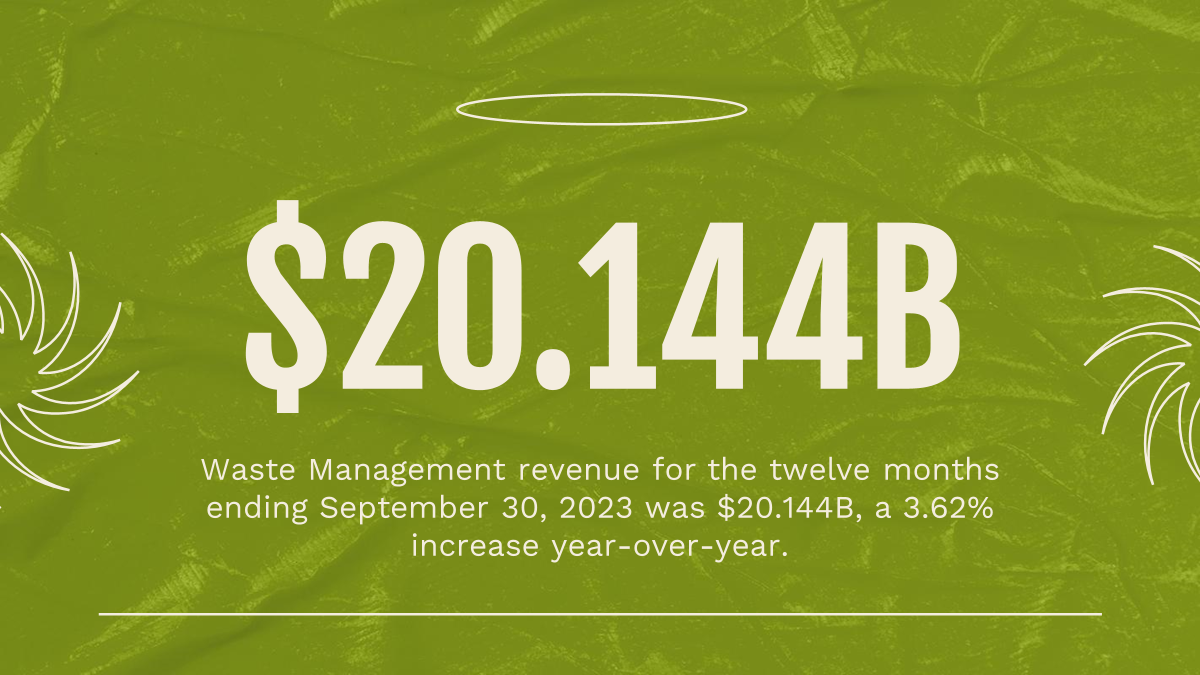 $20.144B
Waste Management revenue for the twelve months
ending September 30, 2023 was $20.144B, a 3.62%
increase year-over-year.